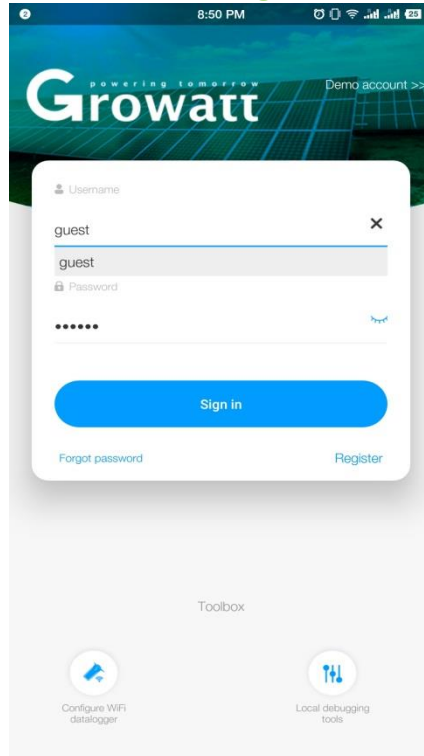 2 8:50 PM 25
powering tomorrow
Growatt
Demo account >>
Username
guest
guest
Password
••••••
Sign in
Forgot password Register
Toolbox
Configure WiFi Local debugging
datalogger tools